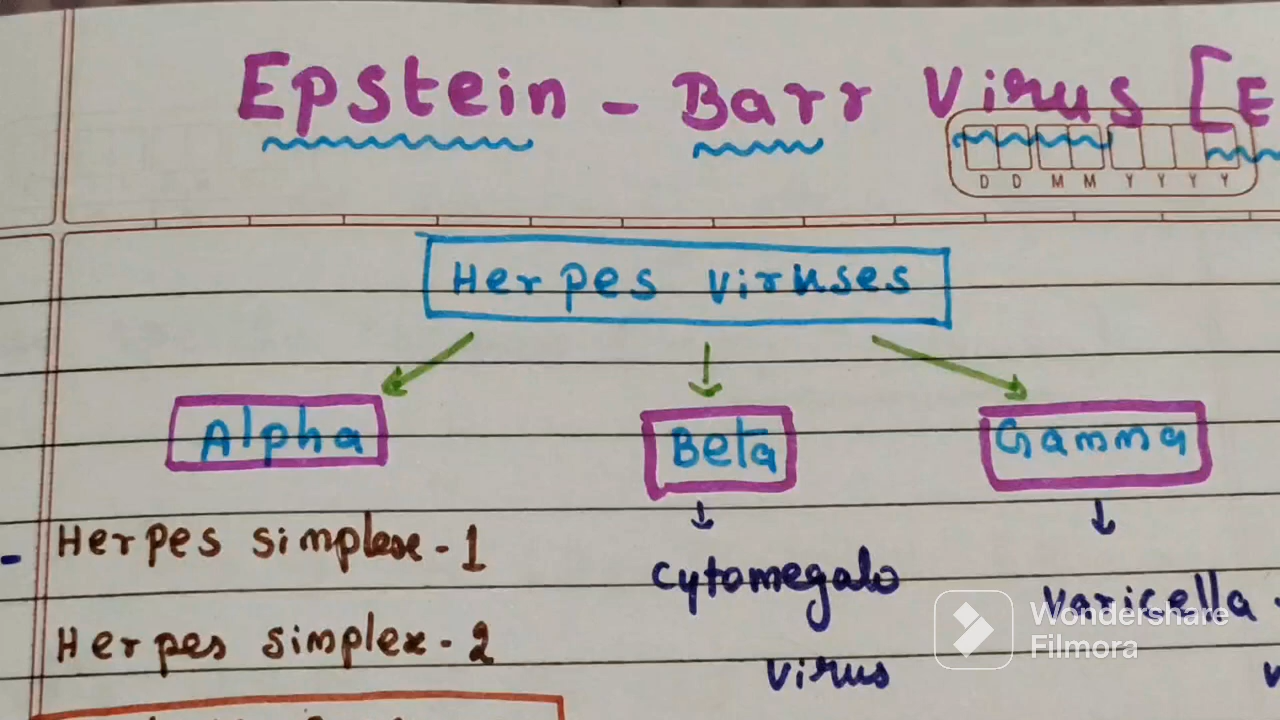 Epstein - Barr Virus [E
D D M M Y Y Y Y
Herpes viruses
Alpha Beta Gamma
- Herpes simplex - 1
Cytomegalo
Varicella -
Herpes simplex - 2
virus
Wondershare
Filmora